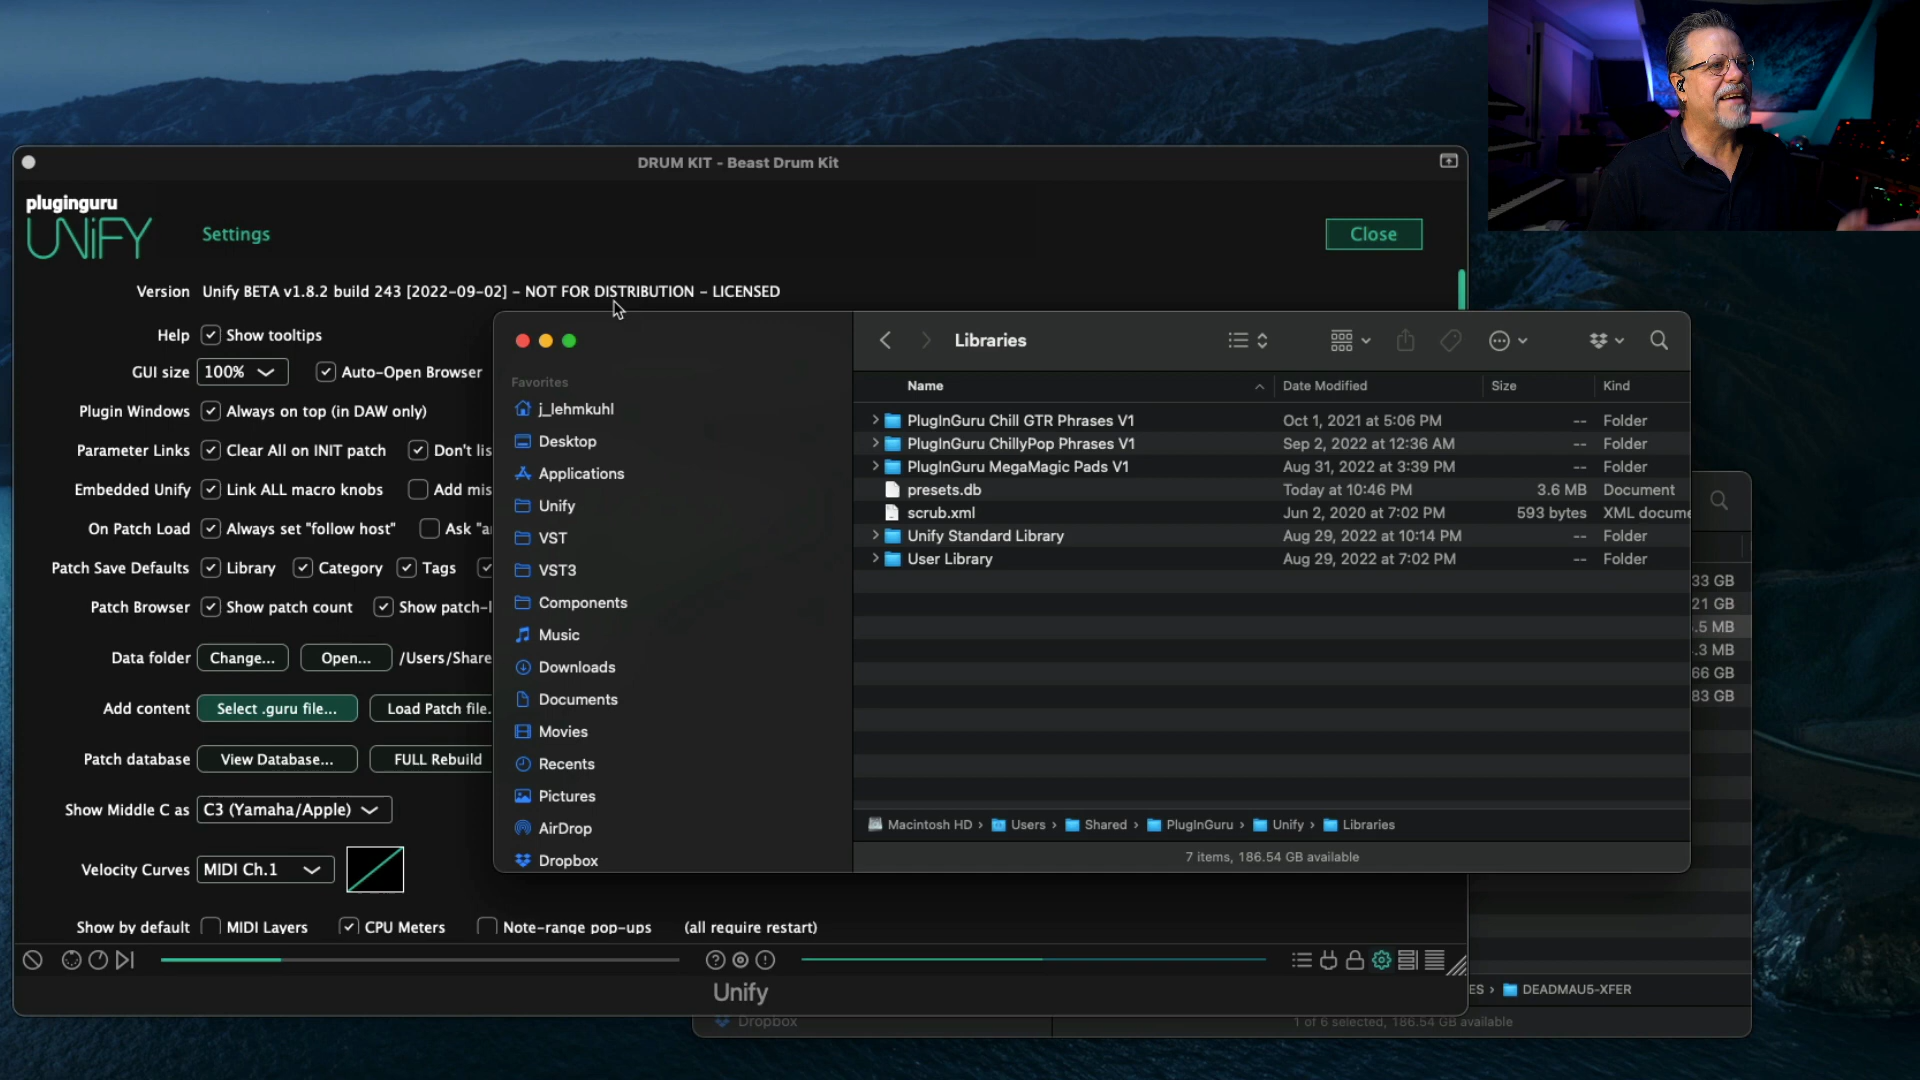 DRUM KIT - Beast Drum Kit
pluginguru
UNiFY
Settings
Close
Version Unify BETA v1.8.2 build 243 [2022-09-02] – NOT FOR DISTRIBUTION – LICENSED
Help Show tooltips
GUI size 100% Auto-Open Browser
Plugin Windows Always on top (in DAW only)
Parameter Links Clear All on INIT patch Don't lis
Embedded Unify Link ALL macro knobs Add mis
On Patch Load Always set "follow host" Ask "a
Patch Save Defaults Library Category Tags
Patch Browser Show patch count Show patch-l
Data folder Change... Open... /Users/Share
Add content Select .guru file... Load Patch file.
Patch database View Database... FULL Rebuild
Show Middle C as C3 (Yamaha/Apple)
Velocity Curves MIDI Ch.1
Show by default MIDI Layers CPU Meters Note-range pop-ups (all require restart)
Unify
Favorites
j_lehmkuhl
Desktop
Applications
Unify
VST
VST3
Components
Music
Downloads
Documents
Movies
Recents
Pictures
AirDrop
Dropbox
Libraries
Name Date Modified Size Kind
PlugInGuru Chill GTR Phrases V1 Oct 1, 2021 at 5:06 PM -- Folder
PlugInGuru ChillyPop Phrases V1 Sep 2, 2022 at 12:36 AM -- Folder
PlugInGuru MegaMagic Pads V1 Aug 31, 2022 at 3:39 PM -- Folder
presets.db Today at 10:46 PM 3.6 MB Document
scrub.xml Jun 2, 2020 at 7:02 PM 593 bytes XML docume
Unify Standard Library Aug 29, 2022 at 10:14 PM -- Folder
User Library Aug 29, 2022 at 7:02 PM -- Folder
Macintosh HD › Users › Shared › PlugInGuru › Unify › Libraries
7 items, 186.54 GB available
33 GB
21 GB
.5 MB
.3 MB
66 GB
83 GB
ES › DEADMAU5-XFER
Dropbox
1 of 6 selected, 186.54 GB available